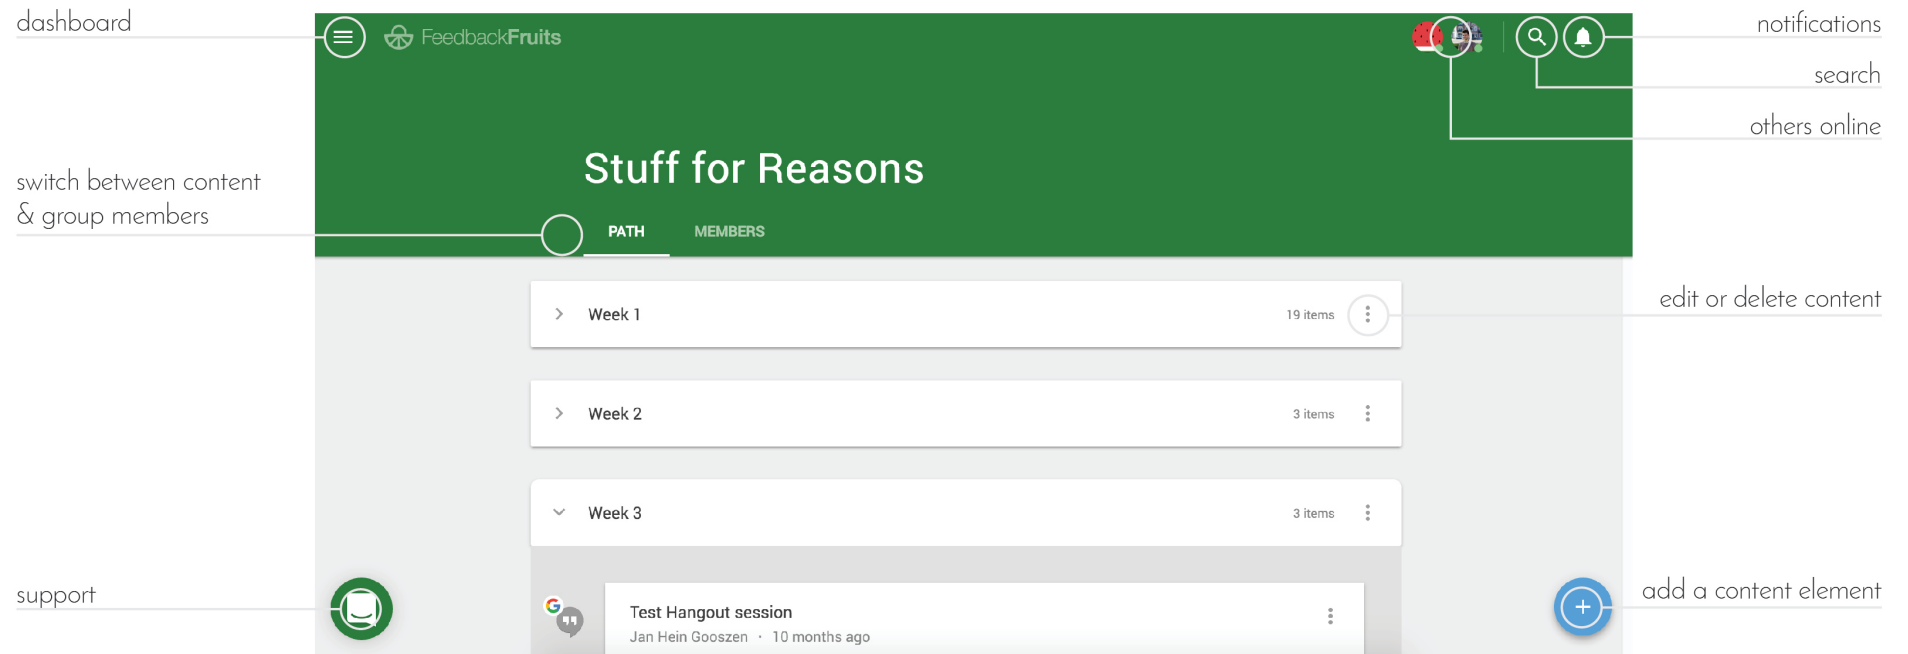 dashboard
FeedbackFruits
notifications
search
others online
Stuff for Reasons
switch between content
& group members
PATH
MEMBERS
Week 1
19 items
edit or delete content
Week 2
3 items
Week 3
3 items
support
G
Test Hangout session
Jan Hein Gooszen · 10 months ago
add a content element